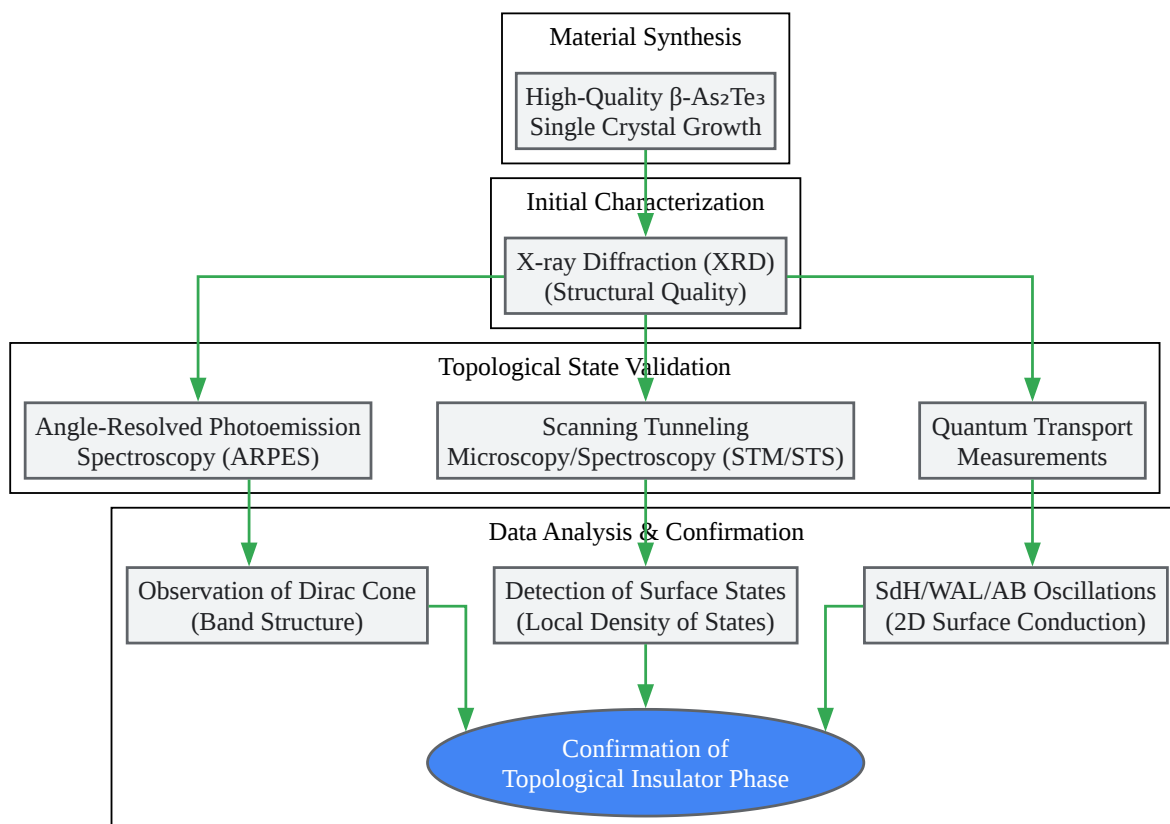 Material Synthesis
High-Quality β-As₂Te₃
Single Crystal Growth
Initial Characterization
X-ray Diffraction (XRD)
(Structural Quality)
Topological State Validation
Angle-Resolved Photoemission
Spectroscopy (ARPES)
Scanning Tunneling
Microscopy/Spectroscopy (STM/STS)
Quantum Transport
Measurements
Data Analysis & Confirmation
Observation of Dirac Cone
(Band Structure)
Detection of Surface States
(Local Density of States)
SdH/WAL/AB Oscillations
(2D Surface Conduction)
Confirmation of
Topological Insulator Phase